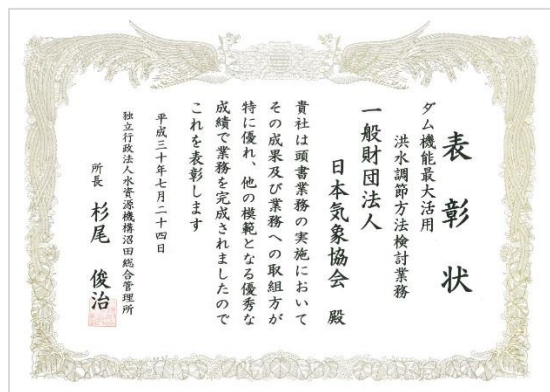 表彰状
ダム機能最大活用
洪水調節方法検討業務
一般財団法人
日本気象協会 殿
貴社は頭書業務の実施において
その成果及び業務への取組方が
特に優れ、他の模範となる優秀な
成績で業務を完成されましたので
これを表彰します
平成三十年七月二十四日
独立行政法人水資源機構沼田総合管理所
所長 杉尾 俊治